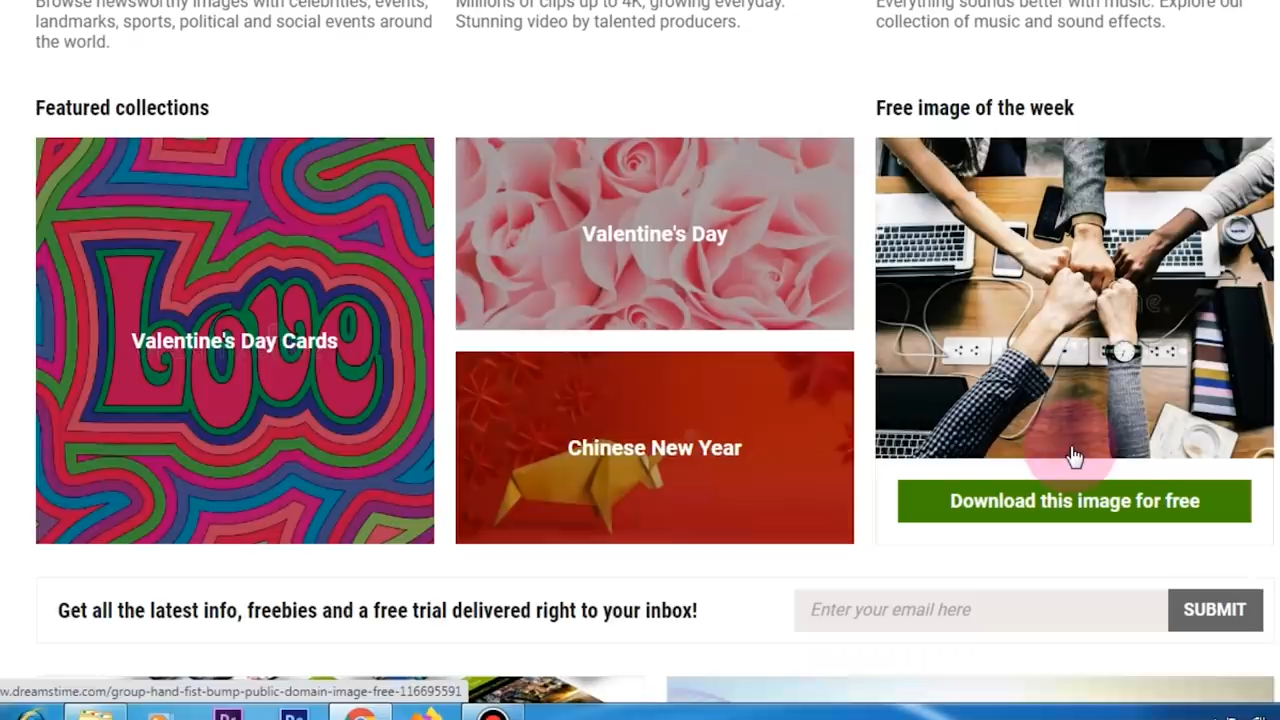 Browse newsworthy images with celebrities, events,
landmarks, sports, political and social events around
the world.
Millions of clips up to 4K, growing everyday.
Stunning video by talented producers.
Everything sounds better with music. Explore our
collection of music and sound effects.
Featured collections
Free image of the week
Love
Valentine's Day Cards
Valentine's Day
Chinese New Year
Download this image for free
Get all the latest info, freebies and a free trial delivered right to your inbox!
Enter your email here
SUBMIT
w.dreamstime.com/group-hand-fist-bump-public-domain-image-free-116695591
Pr